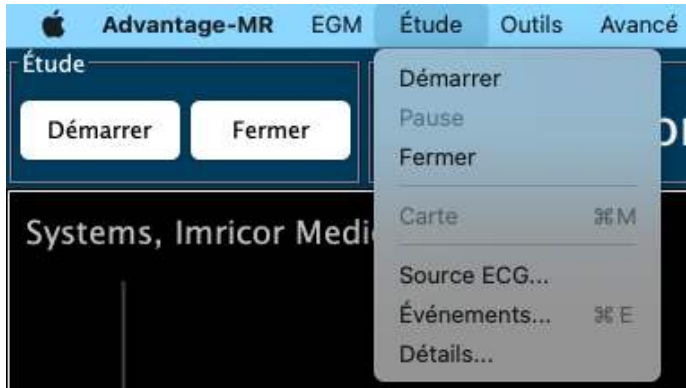 Advantage-MR EGM Étude Outils Avancé
Étude
Démarrer Fermer
Démarrer
Pause
Fermer
Carte ⌘M
Source ECG...
Événements... ⌘E
Détails...
Systems, Imricor Medi